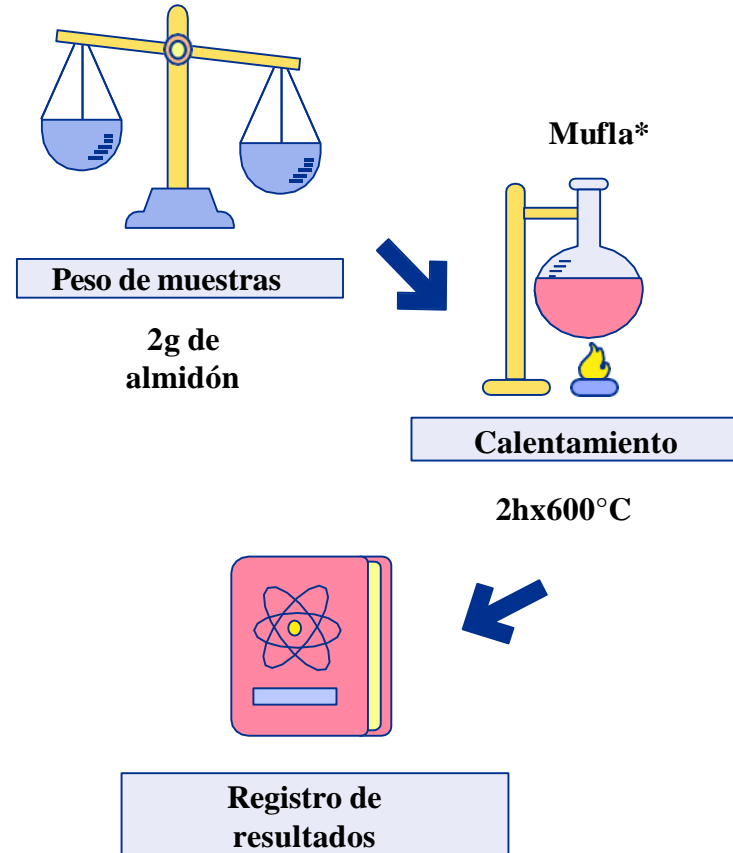 Mufla*
Peso de muestras
2g de
almidón
Calentamiento
2hx600°C
Registro de
resultados